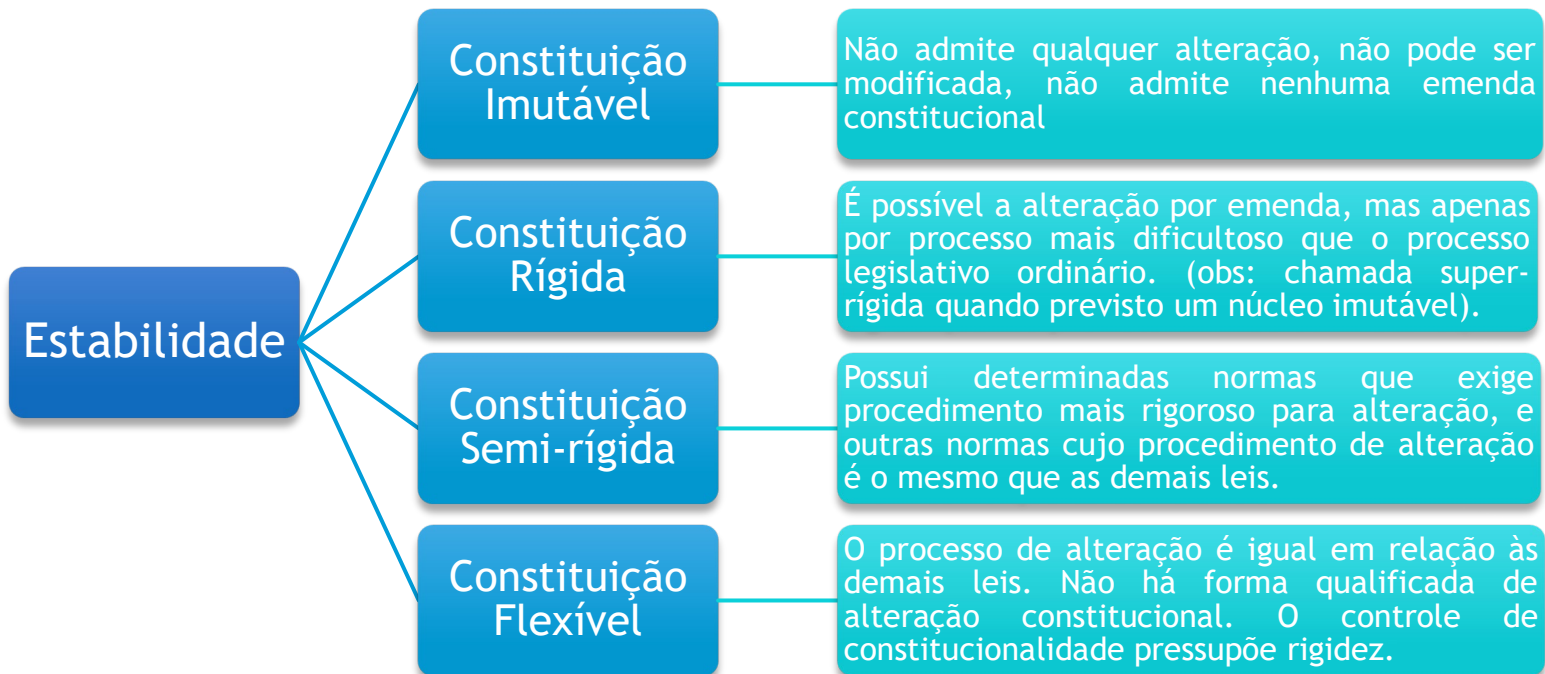 Estabilidade
Constituição
Imutável
Não admite qualquer alteração, não pode ser
modificada, não admite nenhuma emenda
constitucional
Constituição
Rígida
É possível a alteração por emenda, mas apenas
por processo mais dificultoso que o processo
legislativo ordinário. (obs: chamada super-
rígida quando previsto um núcleo imutável).
Constituição
Semi-rígida
Possui determinadas normas que exige
procedimento mais rigoroso para alteração, e
outras normas cujo procedimento de alteração
é o mesmo que as demais leis.
Constituição
Flexível
O processo de alteração é igual em relação às
demais leis. Não há forma qualificada de
alteração constitucional. O controle de
constitucionalidade pressupõe rigidez.